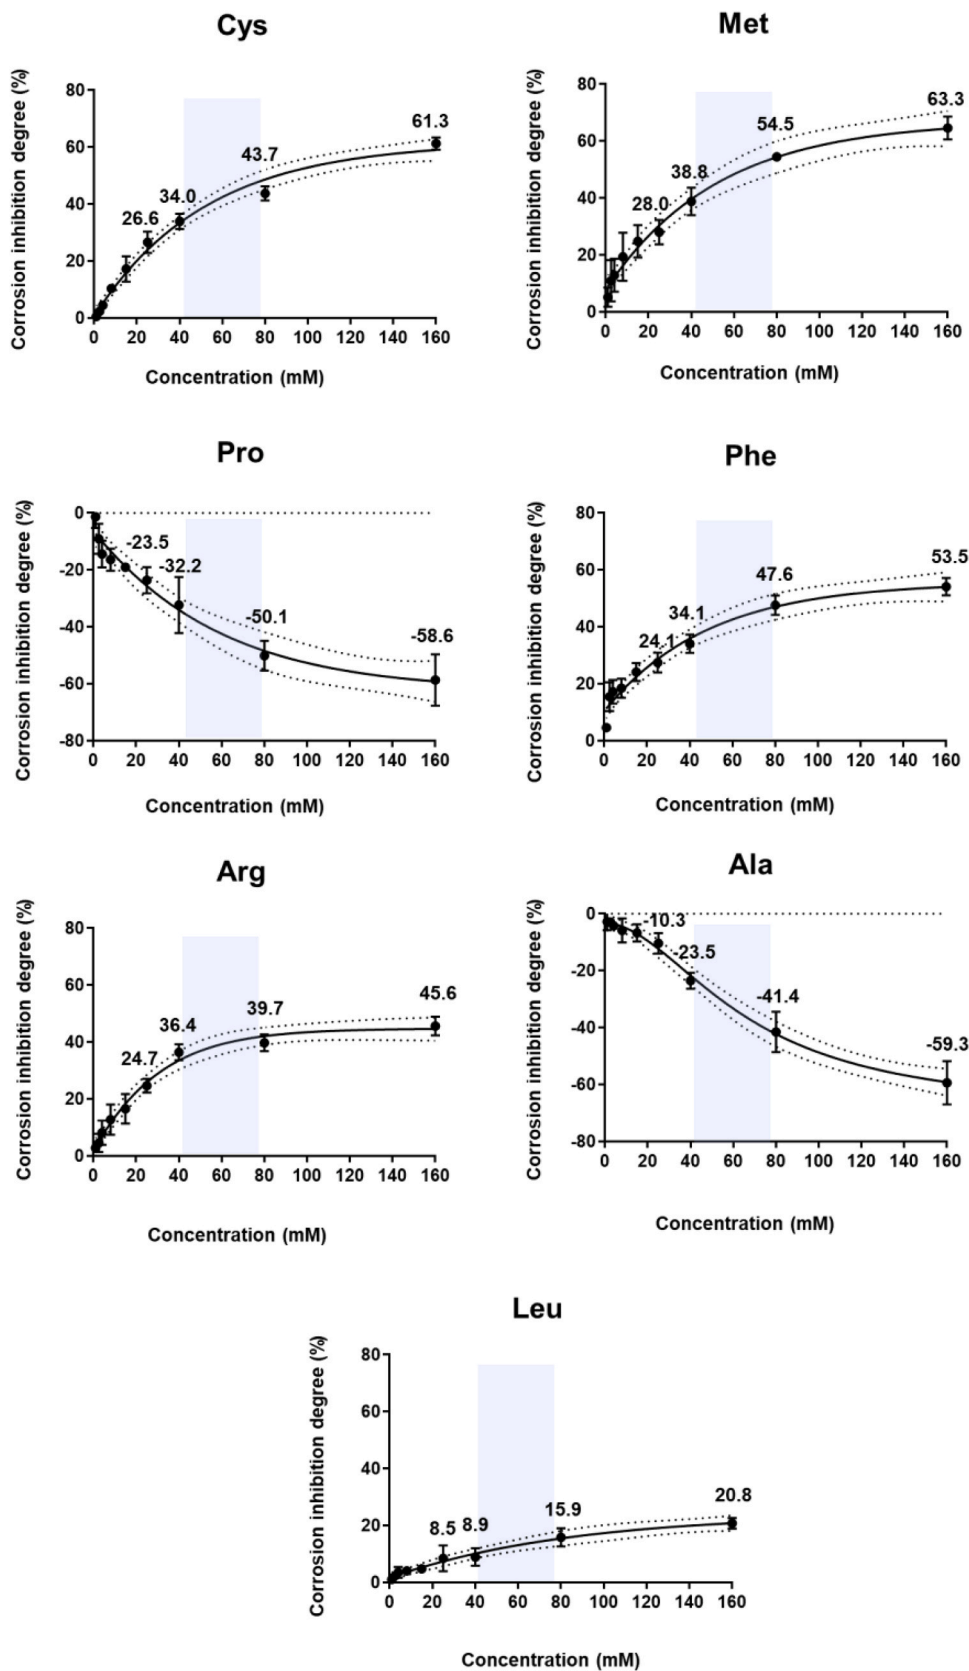 Cys
Corrosion inhibition degree (%)
80
60
40
20
0
26.6
34.0
43.7
61.3
0 20 40 60 80 100 120 140 160
Concentration (mM)
Met
Corrosion inhibition degree (%)
80
60
40
20
0
28.0
38.8
54.5
63.3
0 20 40 60 80 100 120 140 160
Concentration (mM)
Pro
Corrosion inhibition degree (%)
0
-20
-40
-60
-80
-23.5
-32.2
-50.1
-58.6
0 20 40 60 80 100 120 140 160
Concentration (mM)
Phe
Corrosion inhibition degree (%)
80
60
40
20
0
24.1
34.1
47.6
53.5
0 20 40 60 80 100 120 140 160
Concentration (mM)
Arg
Corrosion inhibition degree (%)
80
60
40
20
0
24.7
36.4
39.7
45.6
0 20 40 60 80 100 120 140 160
Concentration (mM)
Ala
Corrosion inhibition degree (%)
0
-20
-40
-60
-80
-10.3
-23.5
-41.4
-59.3
0 20 40 60 80 100 120 140 160
Concentration (mM)
Leu
Corrosion inhibition degree (%)
80
60
40
20
0
8.5
8.9
15.9
20.8
0 20 40 60 80 100 120 140 160
Concentration (mM)